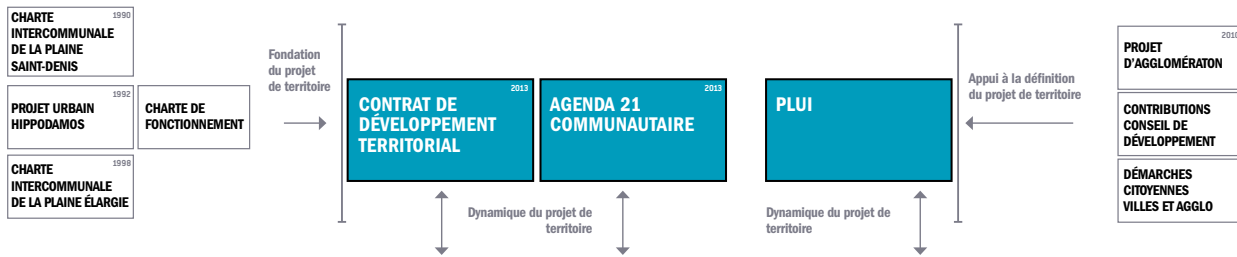 CHARTE 1990
INTERCOMMUNALE
DE LA PLAINE
SAINT-DENIS
PROJET URBAIN 1992
HIPPODAMOS
CHARTE DE
FONCTIONNEMENT
CHARTE 1998
INTERCOMMUNALE
DE LA PLAINE ÉLARGIE
Fondation
du projet
de territoire
2013
CONTRAT DE
DÉVELOPPEMENT
TERRITORIAL
2013
AGENDA 21
COMMUNAUTAIRE
PLUI
Dynamique du projet de
territoire
Dynamique du projet de
territoire
Appui à la définition
du projet de territoire
2010
PROJET
D'AGGLOMÉRATON
CONTRIBUTIONS
CONSEIL DE
DÉVELOPPEMENT
DÉMARCHES
CITOYENNES
VILLES ET AGGLO